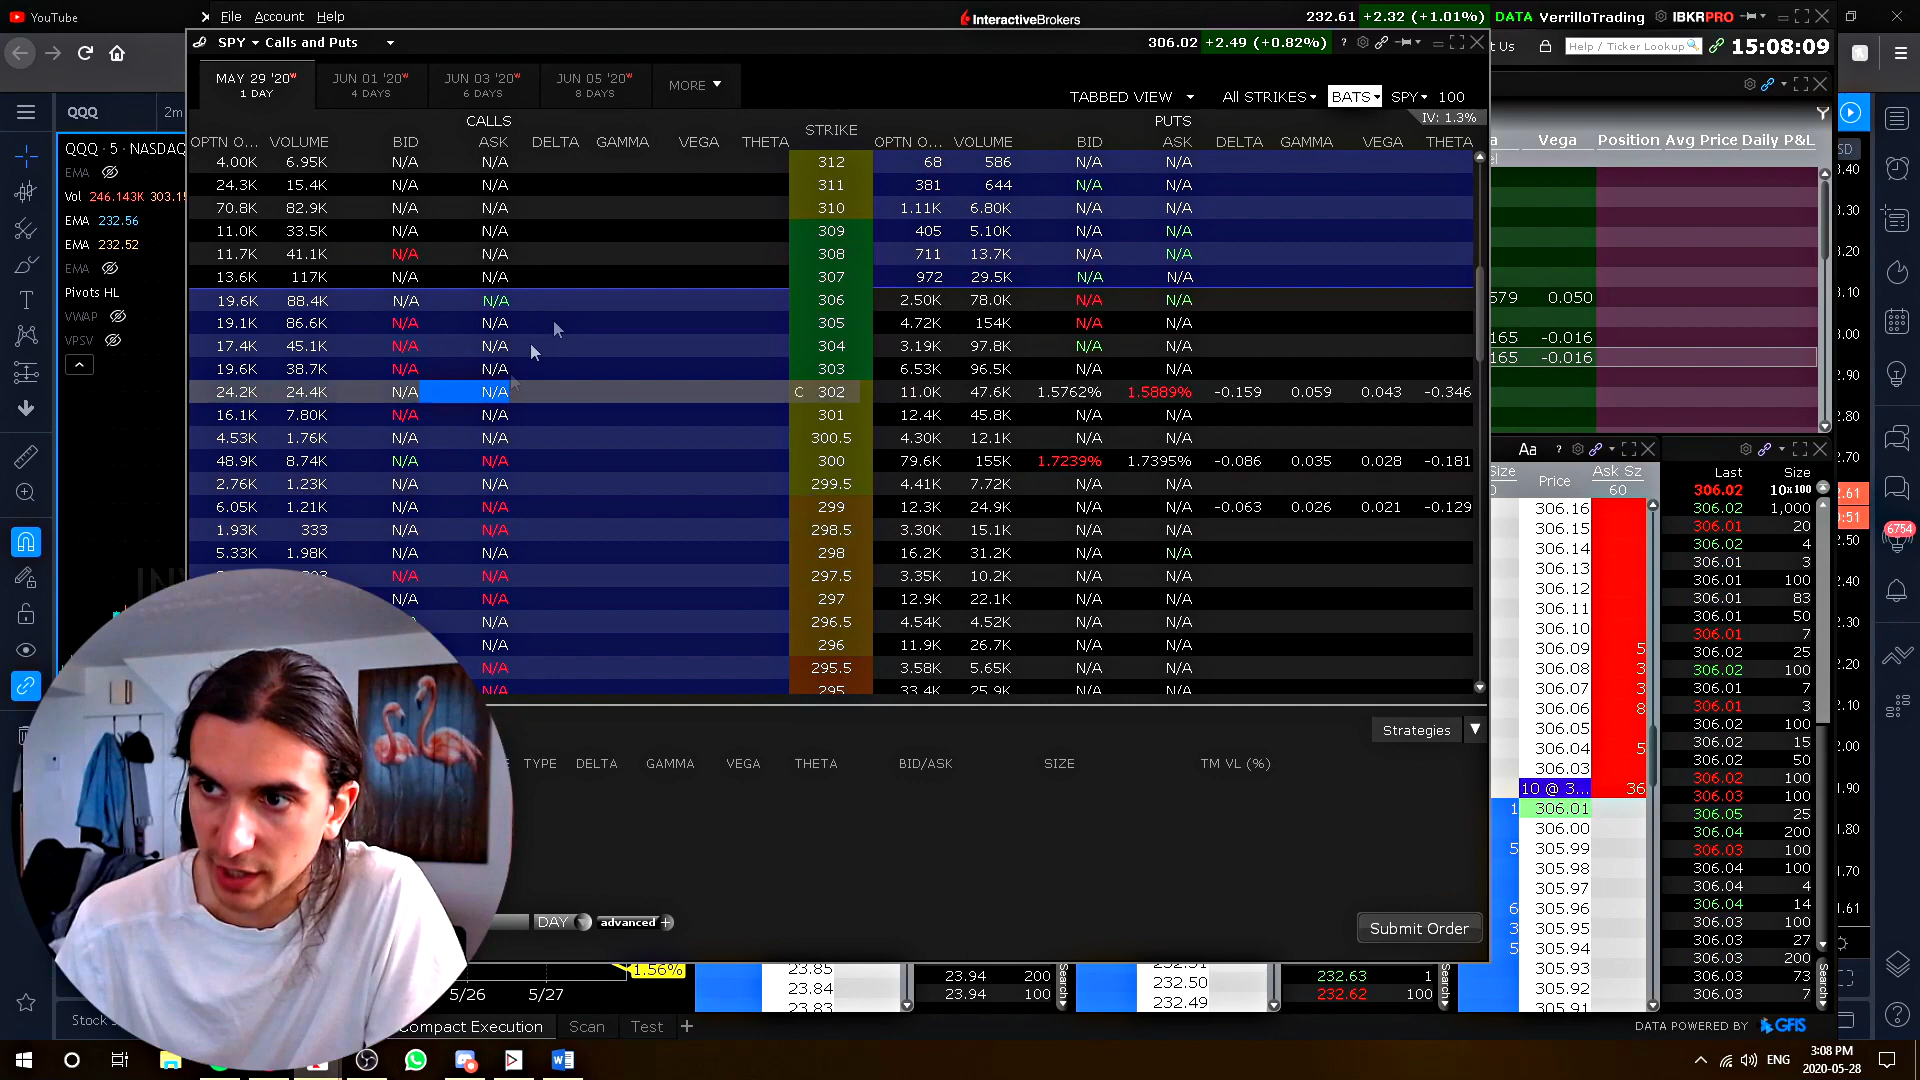 YouTube
File Account Help
InteractiveBrokers
232.61 +2.32 (+1.01%) DATA VerrilloTrading IBKRPRO
SPY Calls and Puts
306.02 +2.49 (+0.82%)
Help / Ticker Lookup 15:08:09
MAY 29 '20 JUN 01 '20 JUN 03 '20 JUN 05 '20 MORE
1 DAY 4 DAYS 6 DAYS 8 DAYS
TABBED VIEW All STRIKES BATS SPY 100
IV: 1.3%
QQQ 2m
CALLS STRIKE PUTS
OPTN O... VOLUME BID ASK DELTA GAMMA VEGA THETA OPTN O... VOLUME BID ASK DELTA GAMMA VEGA THETA
4.00K 6.95K N/A N/A 312 68 586 N/A N/A
24.3K 15.4K N/A N/A 311 381 644 N/A N/A
70.8K 82.9K N/A N/A 310 1.11K 6.80K N/A N/A
11.0K 33.5K N/A N/A 309 405 5.10K N/A N/A
11.7K 41.1K N/A N/A 308 711 13.7K N/A N/A
13.6K 117K N/A N/A 307 972 29.5K N/A N/A
19.6K 88.4K N/A N/A 306 2.50K 78.0K N/A N/A
19.1K 86.6K N/A N/A 305 4.72K 154K N/A N/A
17.4K 45.1K N/A N/A 304 3.19K 97.8K N/A N/A
19.6K 38.7K N/A N/A 303 6.53K 96.5K N/A N/A
24.2K 24.4K N/A N/A C 302 11.0K 47.6K 1.5762% 1.5889% -0.159 0.059 0.043 -0.346
16.1K 7.80K N/A N/A 301 12.4K 45.8K N/A N/A
4.53K 1.76K N/A N/A 300.5 4.30K 12.1K N/A N/A
48.9K 8.74K N/A N/A 300 79.6K 155K 1.7239% 1.7395% -0.086 0.035 0.028 -0.181
2.76K 1.23K N/A N/A 299.5 4.41K 7.72K N/A N/A
6.05K 1.21K N/A N/A 299 12.3K 24.9K N/A N/A -0.063 0.026 0.021 -0.129
1.93K 333 N/A N/A 298.5 3.30K 15.1K N/A N/A
5.33K 1.98K N/A N/A 298 16.2K 31.2K N/A N/A
N/A N/A 297.5 3.35K 10.2K N/A N/A
N/A N/A 297 12.9K 22.1K N/A N/A
N/A 296.5 4.54K 4.52K N/A N/A
N/A 296 11.9K 26.7K N/A N/A
N/A 295.5 3.58K 5.65K N/A N/A
N/A 295 33.4K 25.9K N/A N/A
QQQ · 5 · NASDAQ
EMA
Vol 246.143K
EMA 232.56
EMA 232.52
EMA
Pivots HL
VWAP
VPSV
Vega Position Avg Price Daily P&L
579 0.050
165 -0.016
165 -0.016
Strategies
TYPE DELTA GAMMA VEGA THETA BID/ASK SIZE TM VL (%)
DAY advanced +
Submit Order
Aa
Size Price Ask Sz
60
306.16
306.15
306.14
306.13
306.12
306.11
306.10
306.09 5
306.08 3
306.07 3
306.06 8
306.05
306.04 5
306.03
10 @ 3... 36
1 306.01
306.00
5 305.99
305.98
305.97
6 305.96
3 305.95
5 305.94
305.93
305.92
305.91
Last Size
306.02 10x100
306.02 1,000
306.01 20
306.02 4
306.01 3
306.01 100
306.01 83
306.01 50
306.01 7
306.02 25
306.02 100
306.01 7
306.01 3
306.02 100
306.02 15
306.02 50
306.02 100
306.03 100
306.05 25
306.04 200
306.03 100
306.04 100
306.04 4
306.04 14
306.03 100
306.03 27
306.03 200
306.03 73
306.03 7
6754
1.56%
5/26 5/27
23.85
23.84
23.83
23.94 200
23.94 100
Search
232.50
232.49
232.63 1
232.62 100
Search
Search
Compact Execution Scan Test +
DATA POWERED BY GFIS
ENG
3:08 PM
2020-05-28